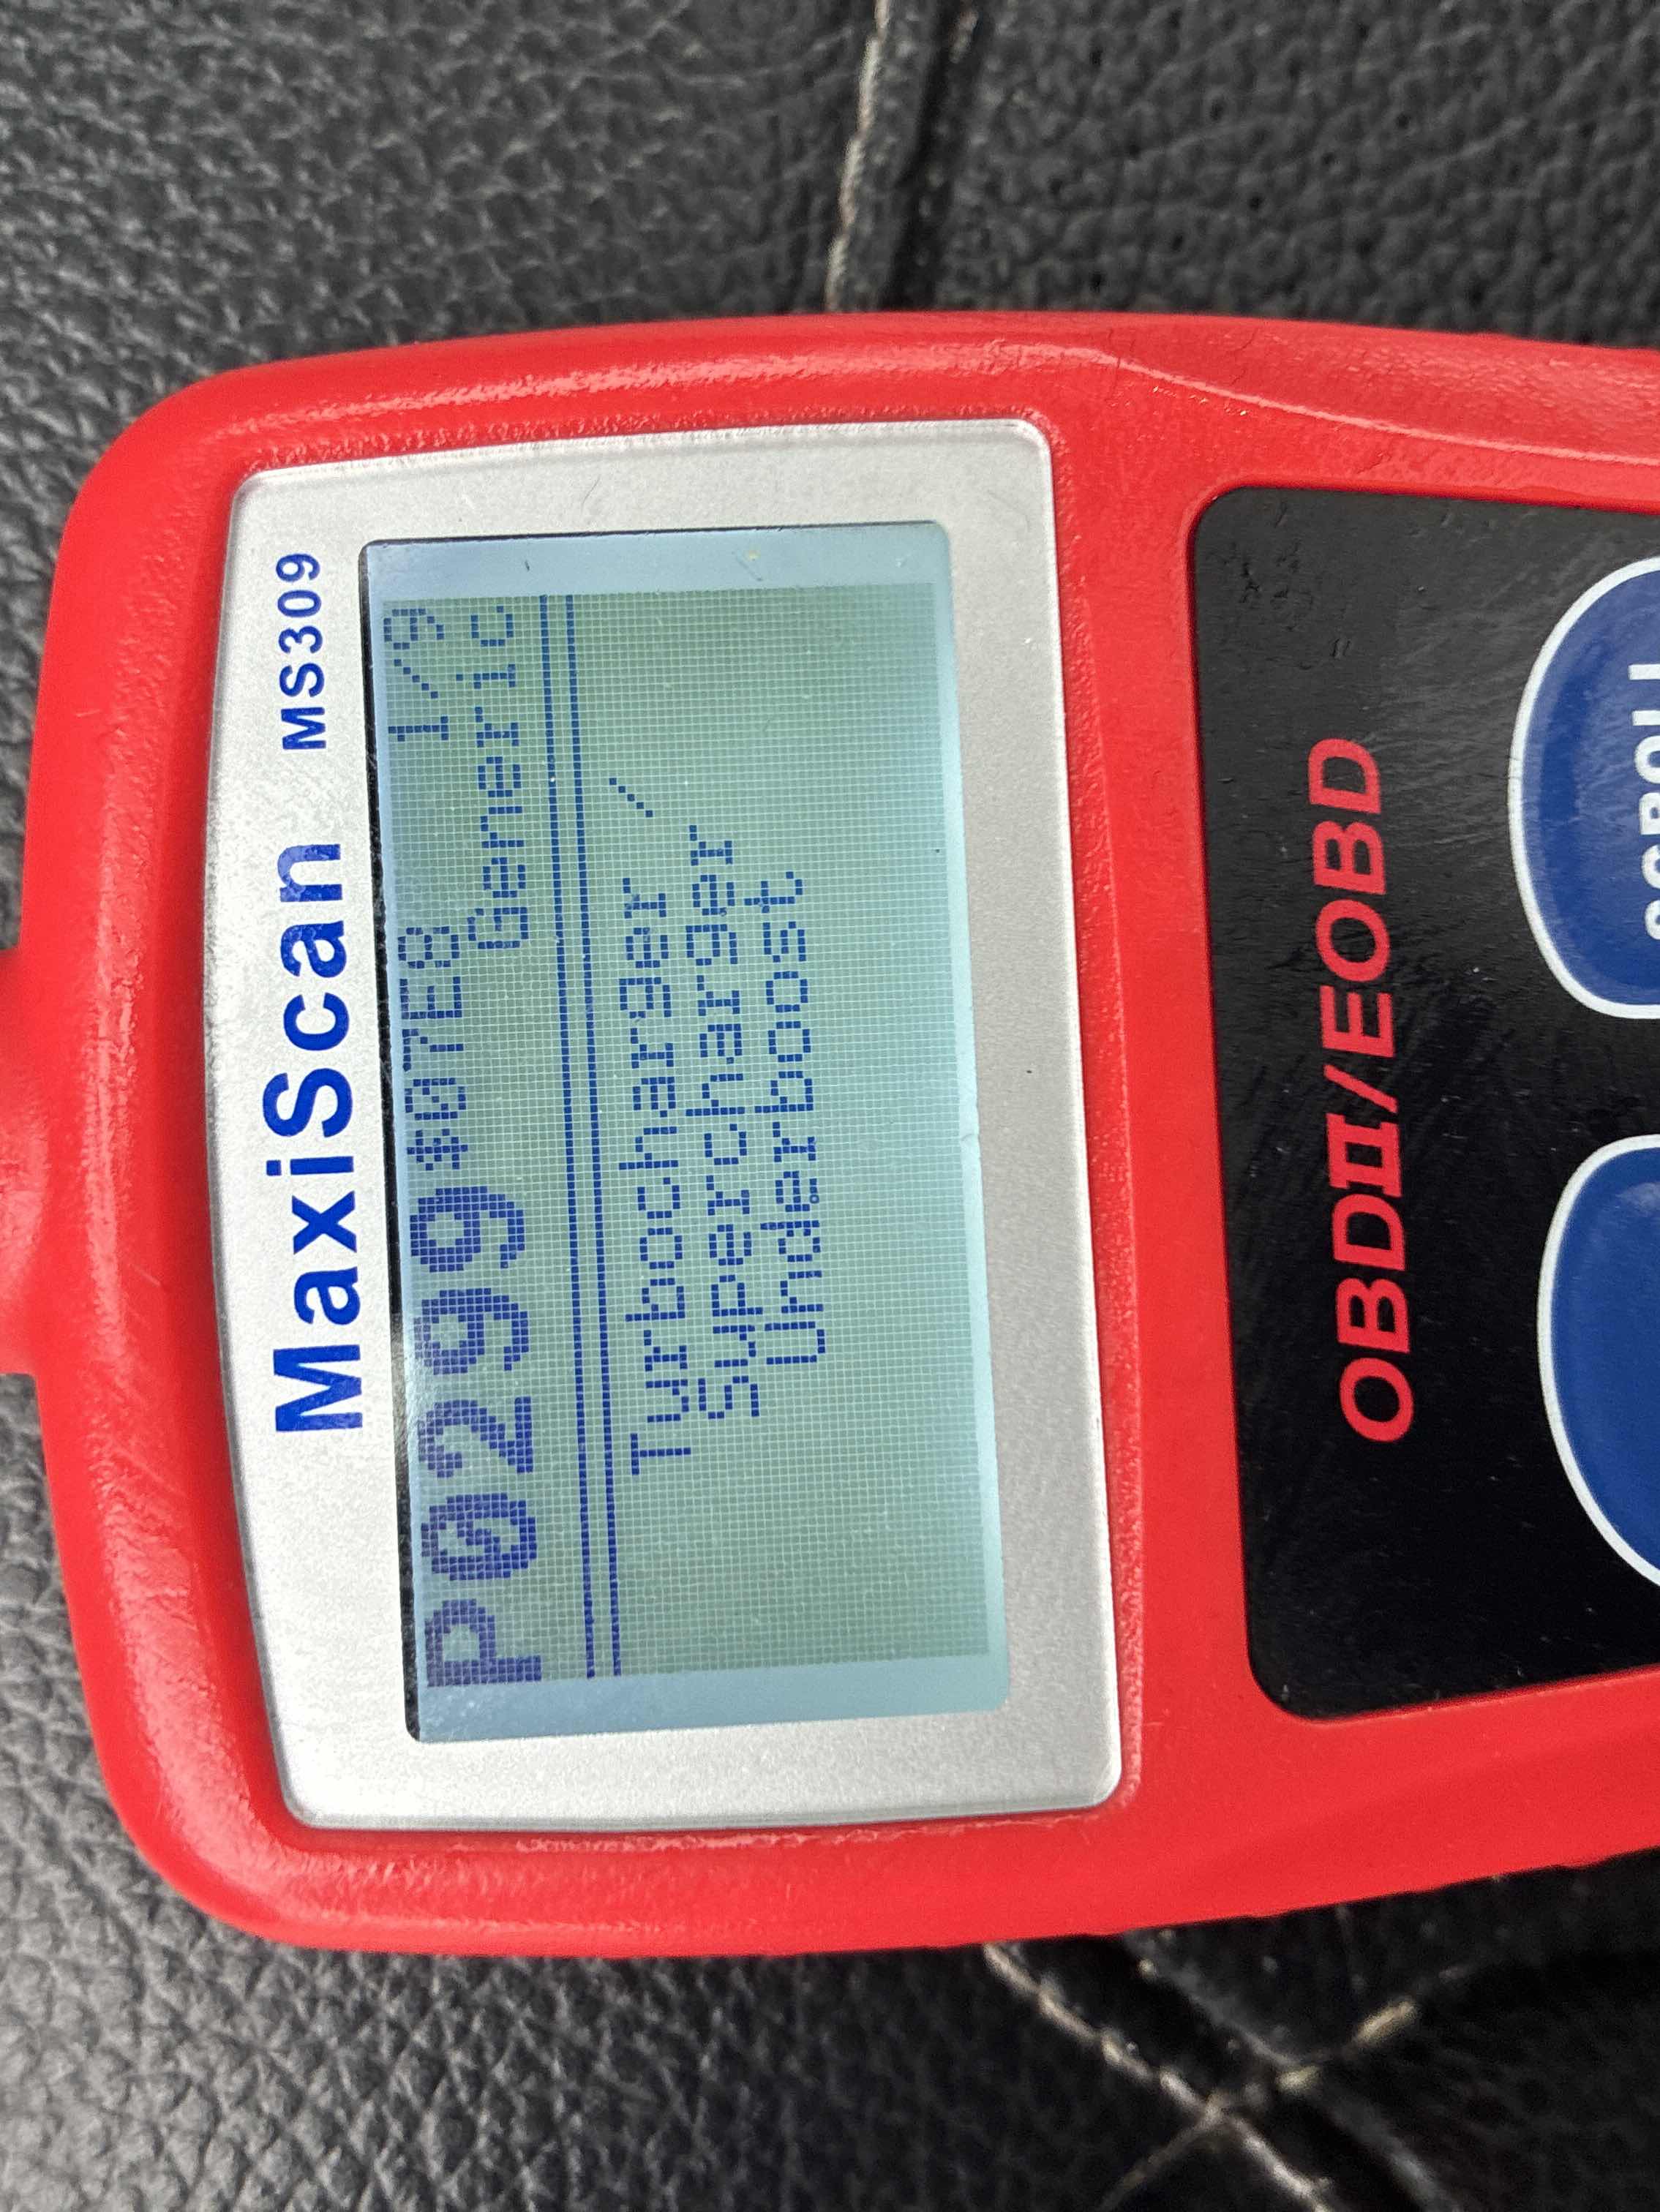 MaxiScan MS309
P0299 $07E8 1/9
Generic
Turbocharger /
Supercharger
Underboost
OBDII/EOBD